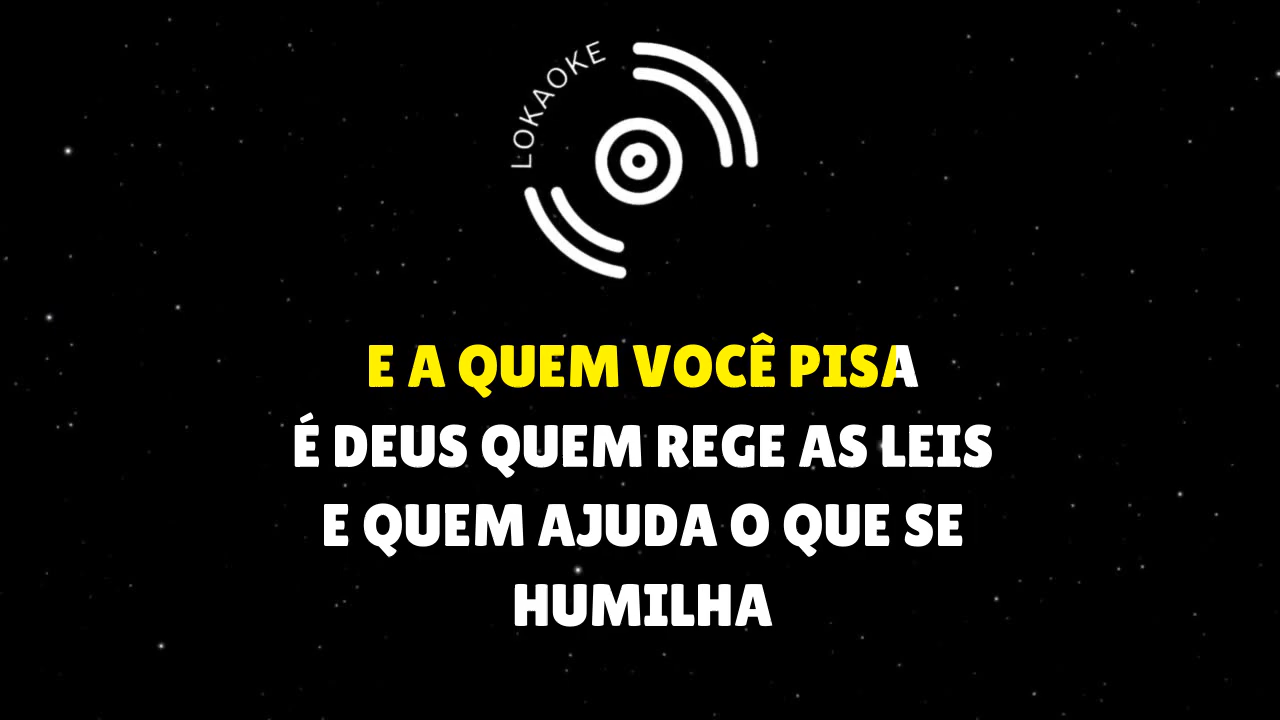 LOKAOKE
E A QUEM VOCÊ PISA
É DEUS QUEM REGE AS LEIS
E QUEM AJUDA O QUE SE
HUMILHA